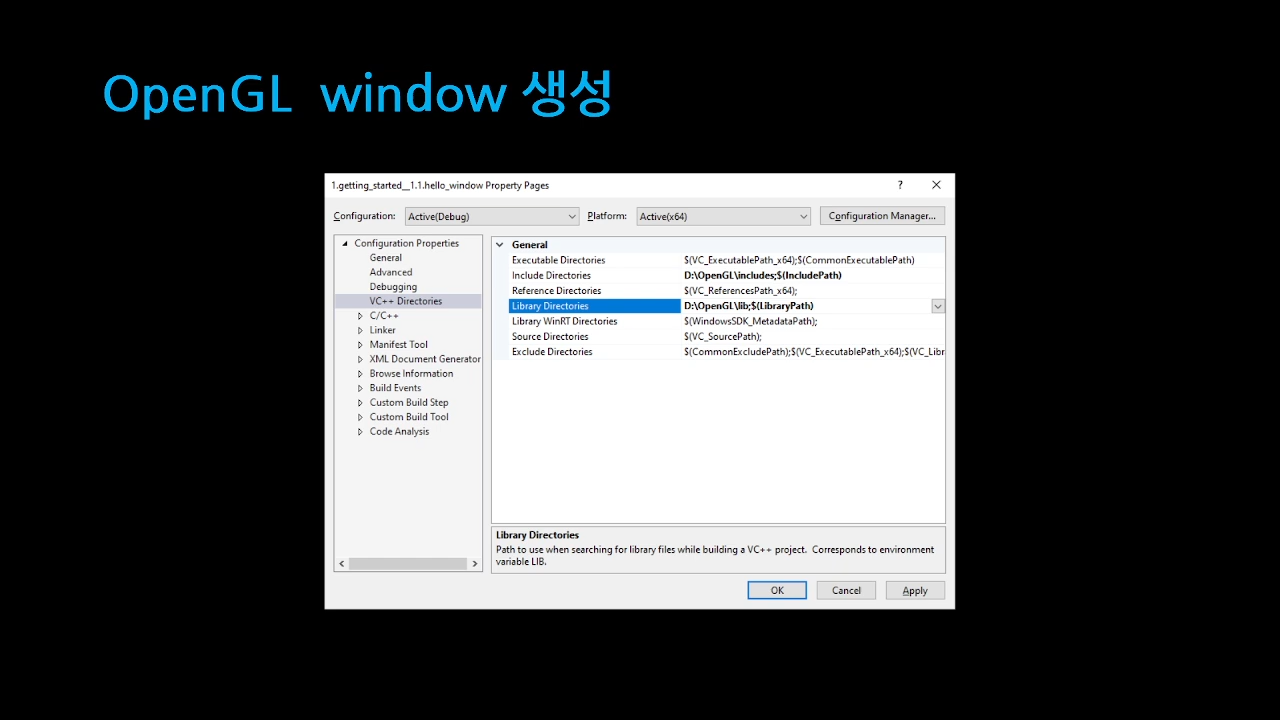 OpenGL window 생성
1.getting_started__1.1.hello_window Property Pages
?
Configuration: Active(Debug) Platform: Active(x64) Configuration Manager...
Configuration Properties
General
Advanced
Debugging
VC++ Directories
C/C++
Linker
Manifest Tool
XML Document Generator
Browse Information
Build Events
Custom Build Step
Custom Build Tool
Code Analysis
General
Executable Directories $(VC_ExecutablePath_x64);$(CommonExecutablePath)
Include Directories D:\OpenGL\includes;$(IncludePath)
Reference Directories $(VC_ReferencesPath_x64);
Library Directories D:\OpenGL\lib;$(LibraryPath)
Library WinRT Directories $(WindowsSDK_MetadataPath);
Source Directories $(VC_SourcePath);
Exclude Directories $(CommonExcludePath);$(VC_ExecutablePath_x64);$(VC_Libr
Library Directories
Path to use when searching for library files while building a VC++ project. Corresponds to environment
variable LIB.
OK Cancel Apply